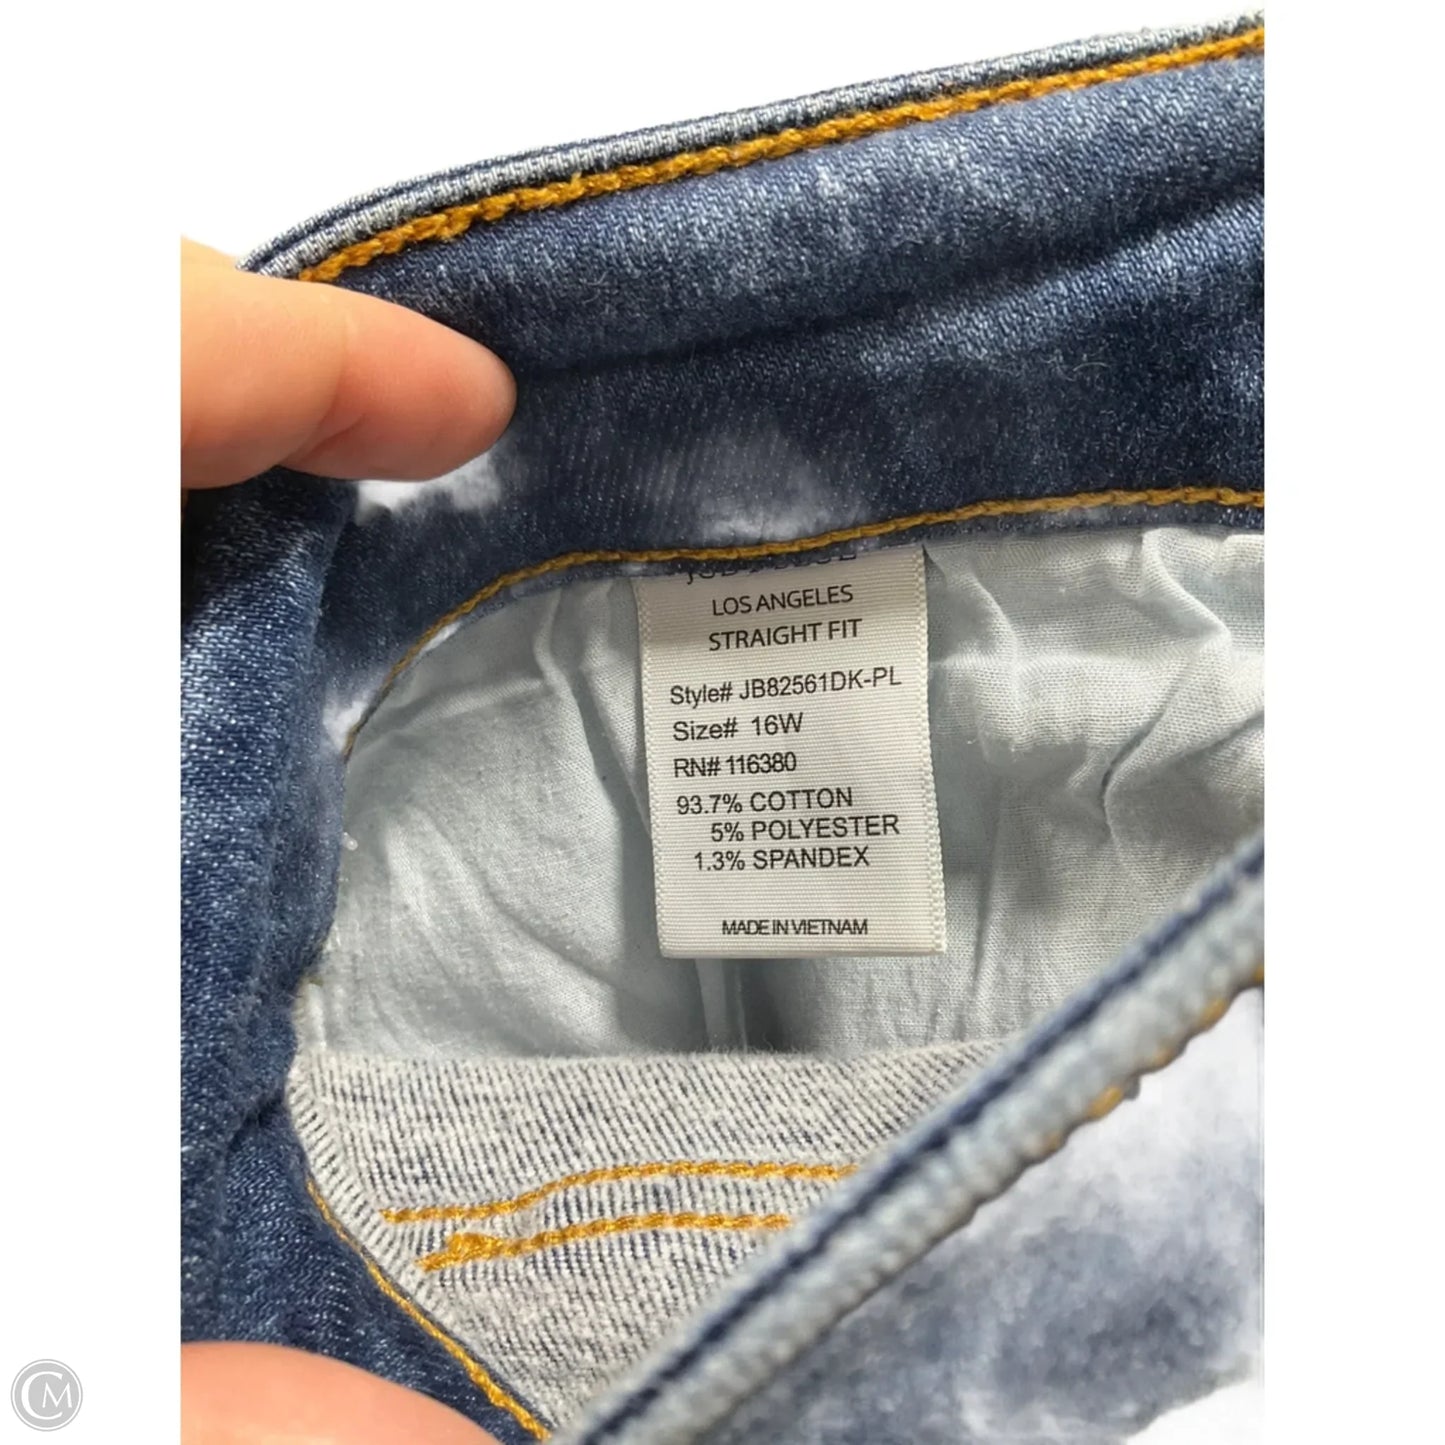 LOS ANGELES
STRAIGHT FIT
Style# JB82561DK-PL
Size# 16W
RN# 116380
93.7% COTTON
5% POLYESTER
1.3% SPANDEX
MADE IN VIETNAM
CM